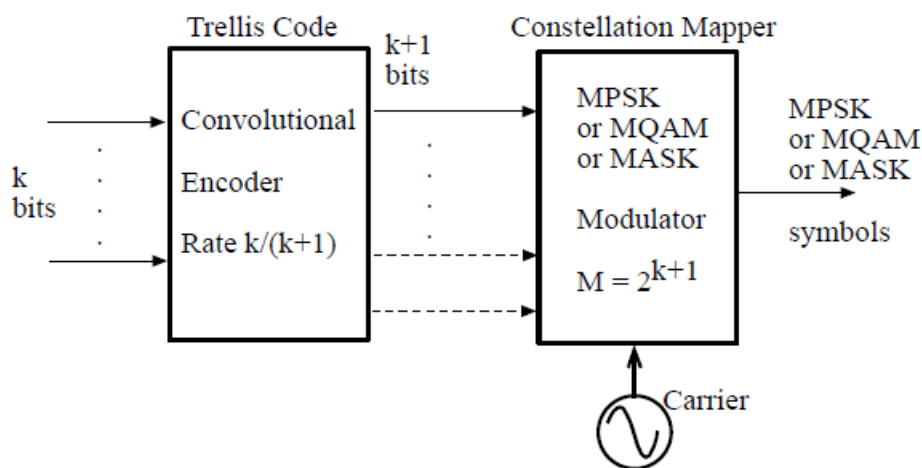 Trellis Code
Constellation Mapper
k+1
bits
Convolutional
Encoder
Rate k/(k+1)
k
bits
MPSK
or MQAM
or MASK
Modulator
M = 2^{k+1}
MPSK
or MQAM
or MASK
symbols
Carrier